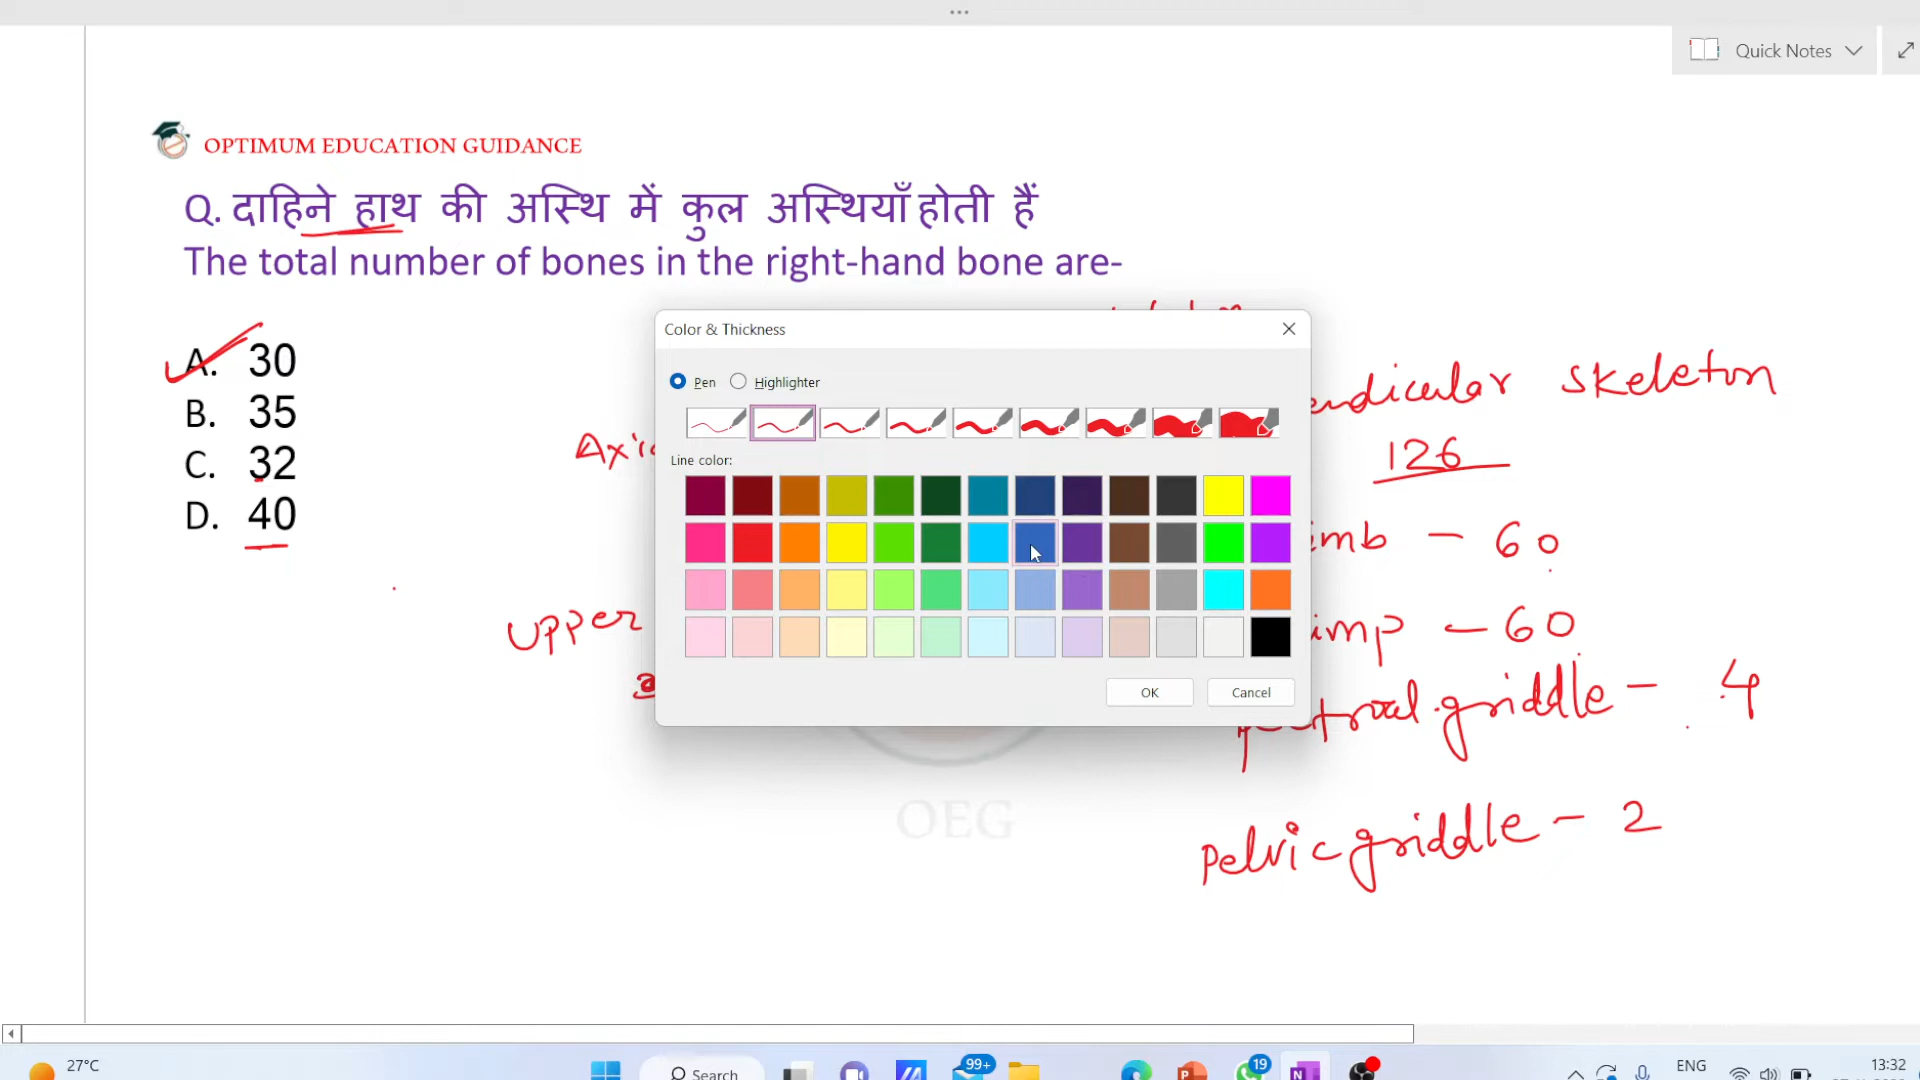 Quick Notes
OPTIMUM EDUCATION GUIDANCE
Q. दाहिने हाथ की अस्थि में कुल अस्थियाँ होती हैं
The total number of bones in the right-hand bone are-
A. 30
B. 35
C. 32
D. 40
Color & Thickness
Pen Highlighter
Line color:
OK Cancel
skeleton
126
- 60
- 60
griddle - 4
Pelvic griddle - 2
Upper
OEG
27°C
Search
99+
19
ENG
13:32